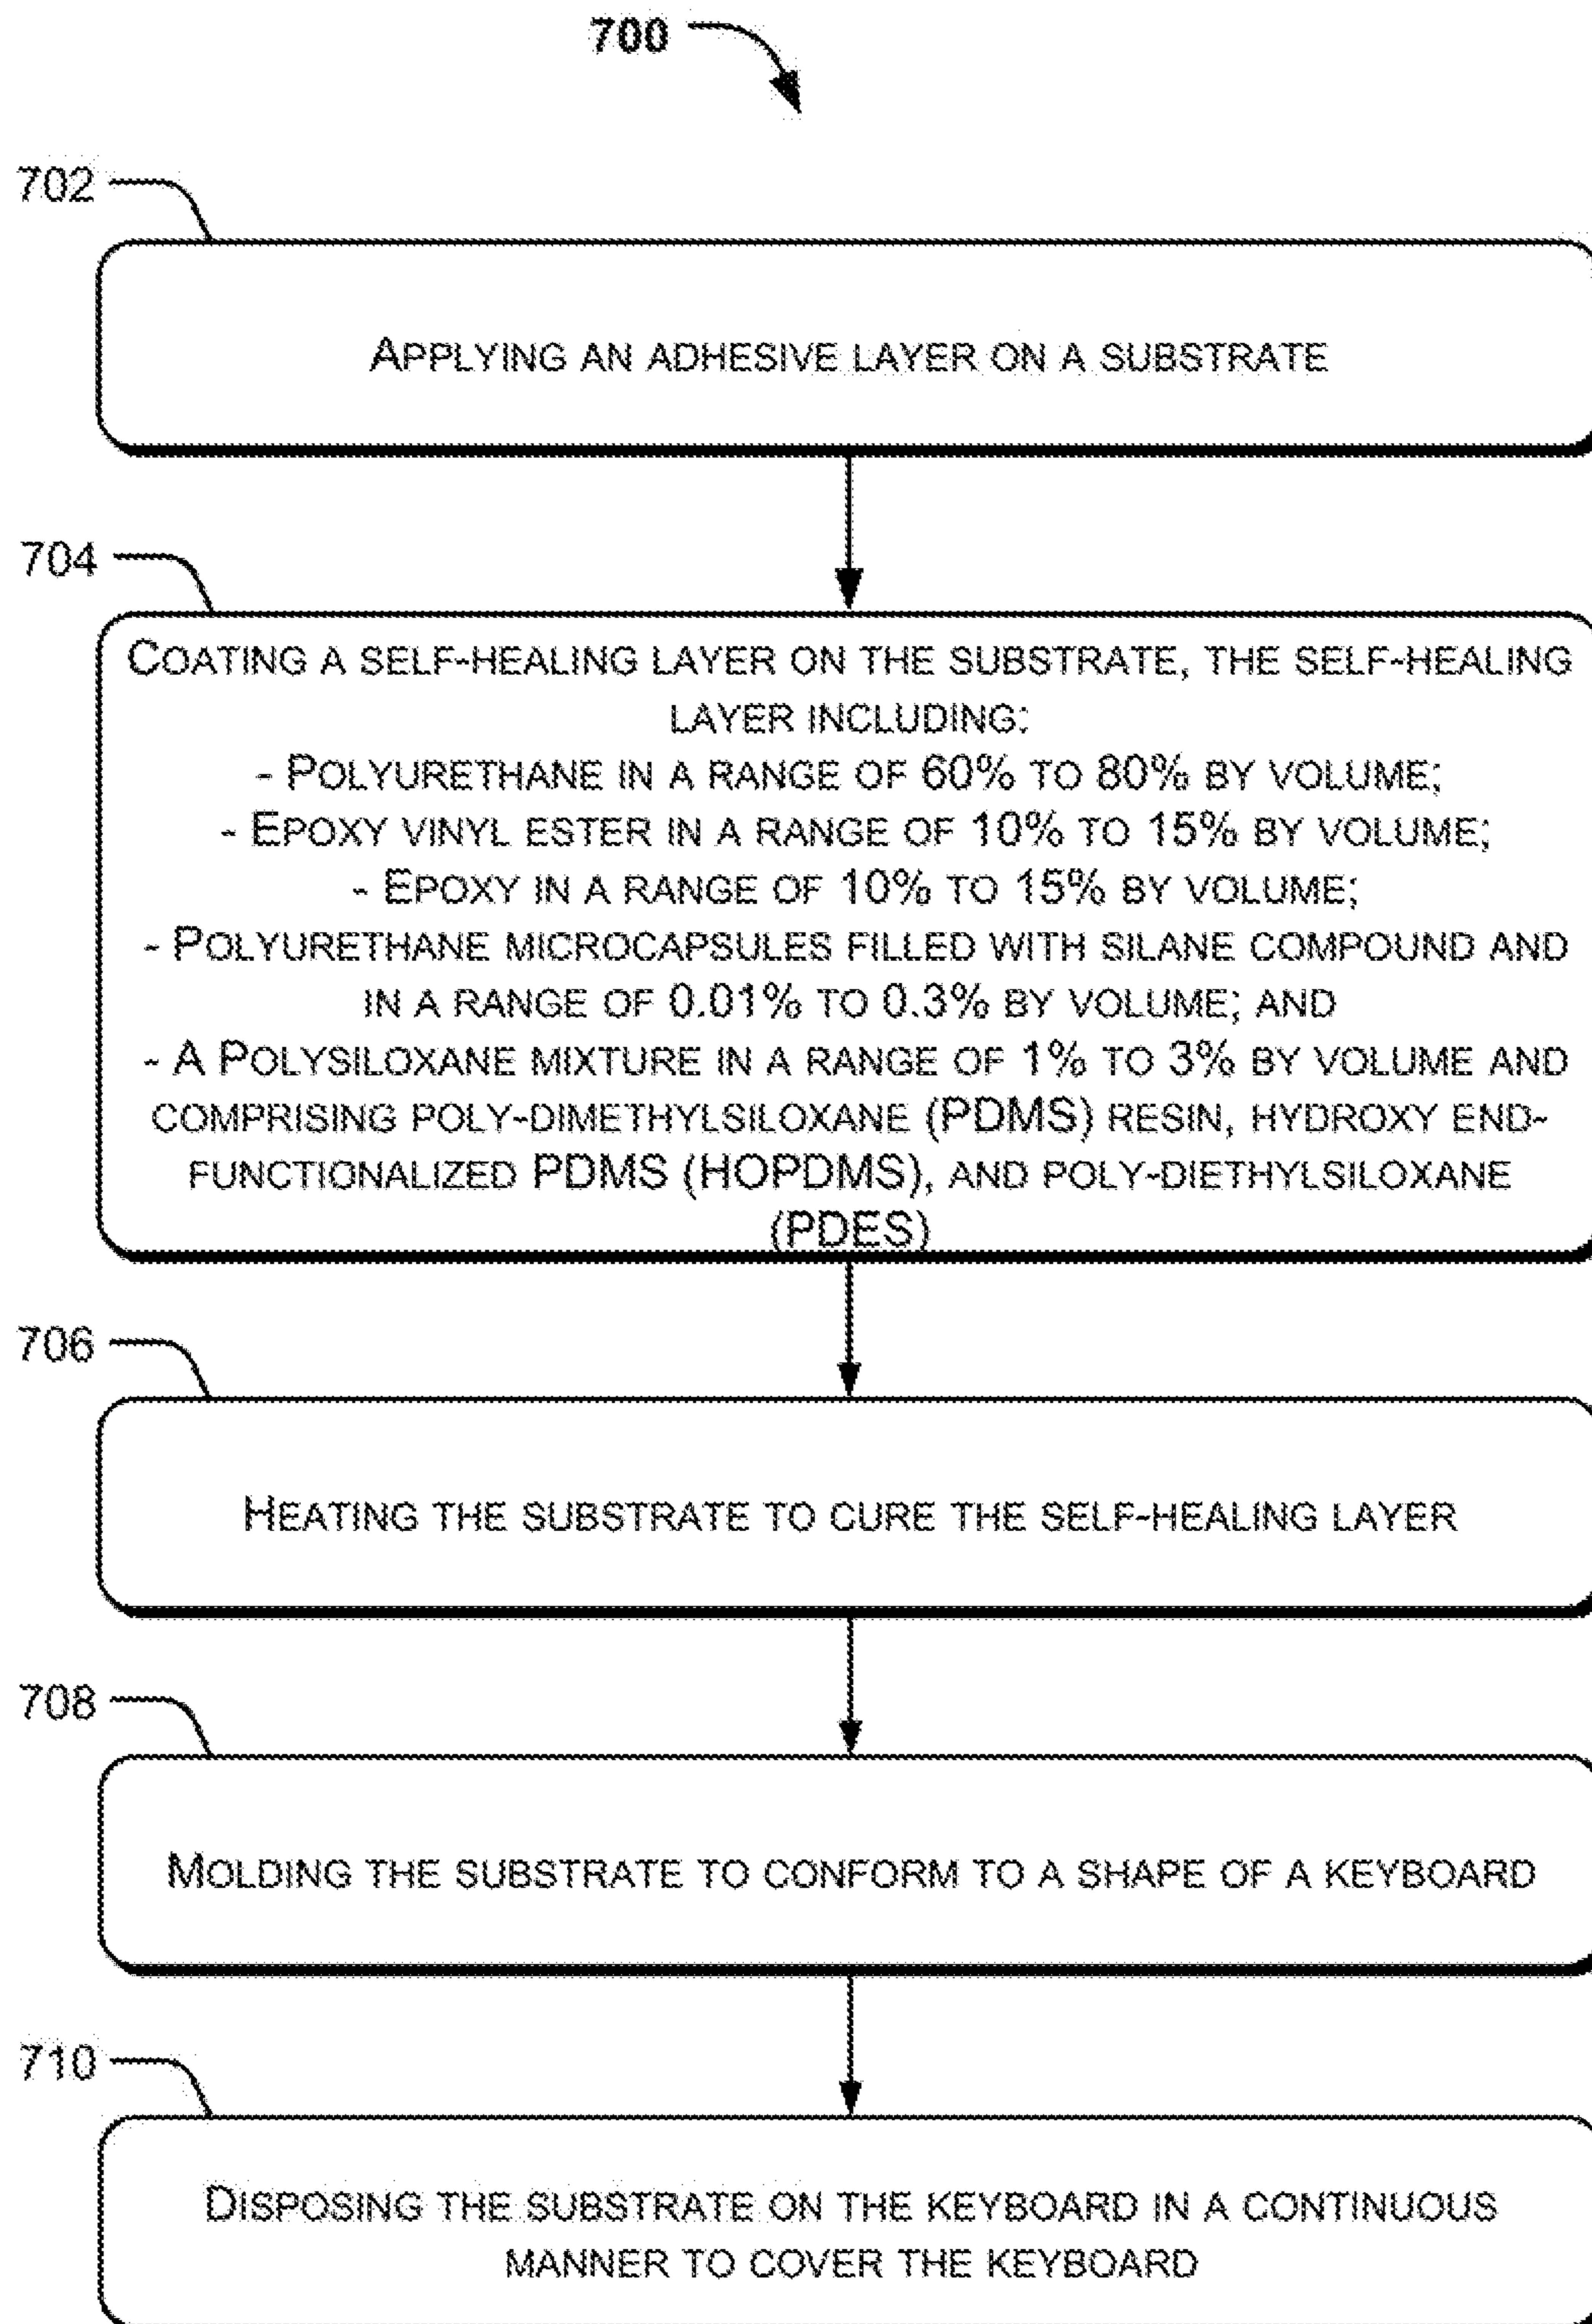 700
702
APPLYING AN ADHESIVE LAYER ON A SUBSTRATE
704
COATING A SELF-HEALING LAYER ON THE SUBSTRATE, THE SELF-HEALING
LAYER INCLUDING:
- POLYURETHANE IN A RANGE OF 60% TO 80% BY VOLUME;
- EPOXY VINYL ESTER IN A RANGE OF 10% TO 15% BY VOLUME;
- EPOXY IN A RANGE OF 10% TO 15% BY VOLUME;
- POLYURETHANE MICROCAPSULES FILLED WITH SILANE COMPOUND AND
IN A RANGE OF 0.01% TO 0.3% BY VOLUME; AND
- A POLYSILOXANE MIXTURE IN A RANGE OF 1% TO 3% BY VOLUME AND
COMPRISING POLY-DIMETHYLSILOXANE (PDMS) RESIN, HYDROXY END-
FUNCTIONALIZED PDMS (HOPDMS), AND POLY-DIETHYLSILOXANE
(PDES)
706
HEATING THE SUBSTRATE TO CURE THE SELF-HEALING LAYER
708
MOLDING THE SUBSTRATE TO CONFORM TO A SHAPE OF A KEYBOARD
710
DISPOSING THE SUBSTRATE ON THE KEYBOARD IN A CONTINUOUS
MANNER TO COVER THE KEYBOARD